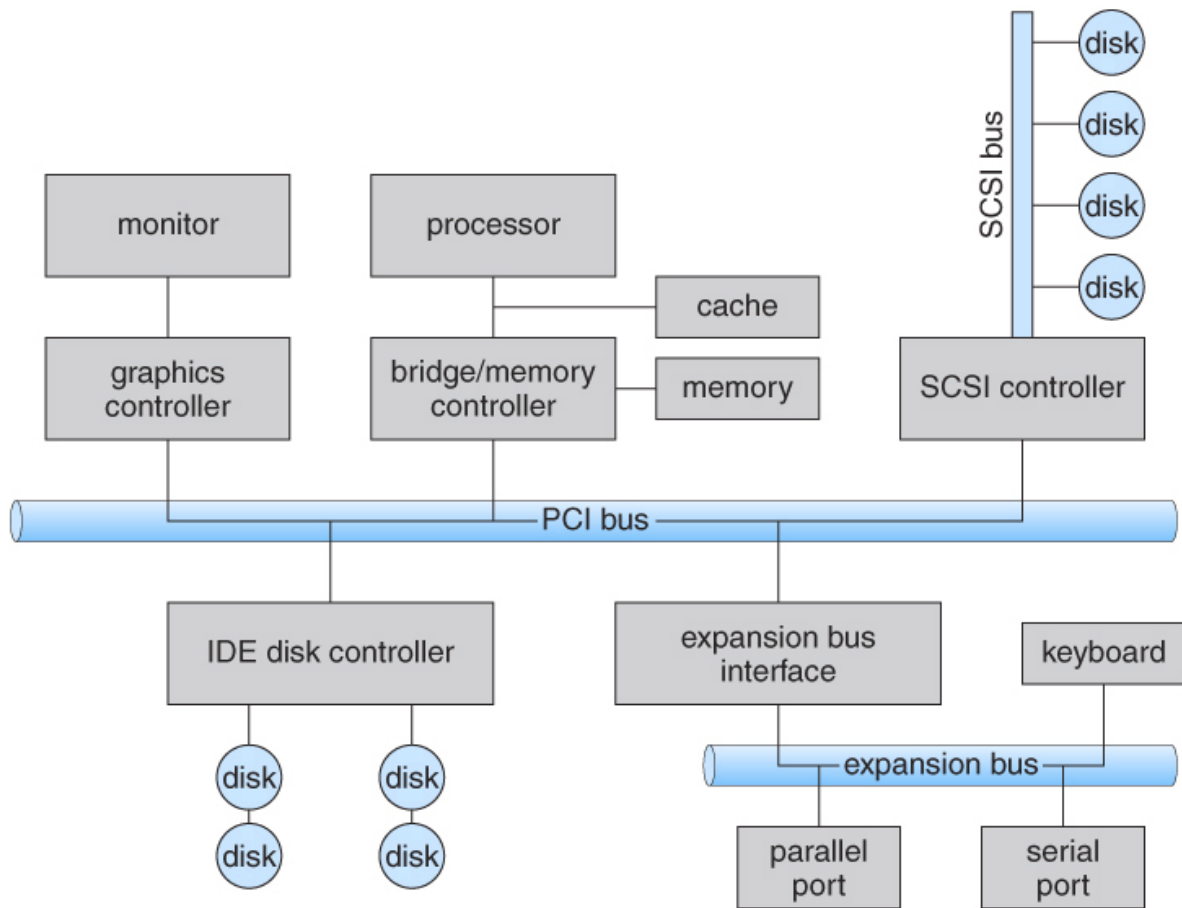 disk
disk
disk
disk
SCSI bus
monitor
processor
cache
graphics
controller
bridge/memory
controller
memory
SCSI controller
PCI bus
IDE disk controller
expansion bus
interface
keyboard
disk
disk
expansion bus
disk
disk
parallel
port
serial
port